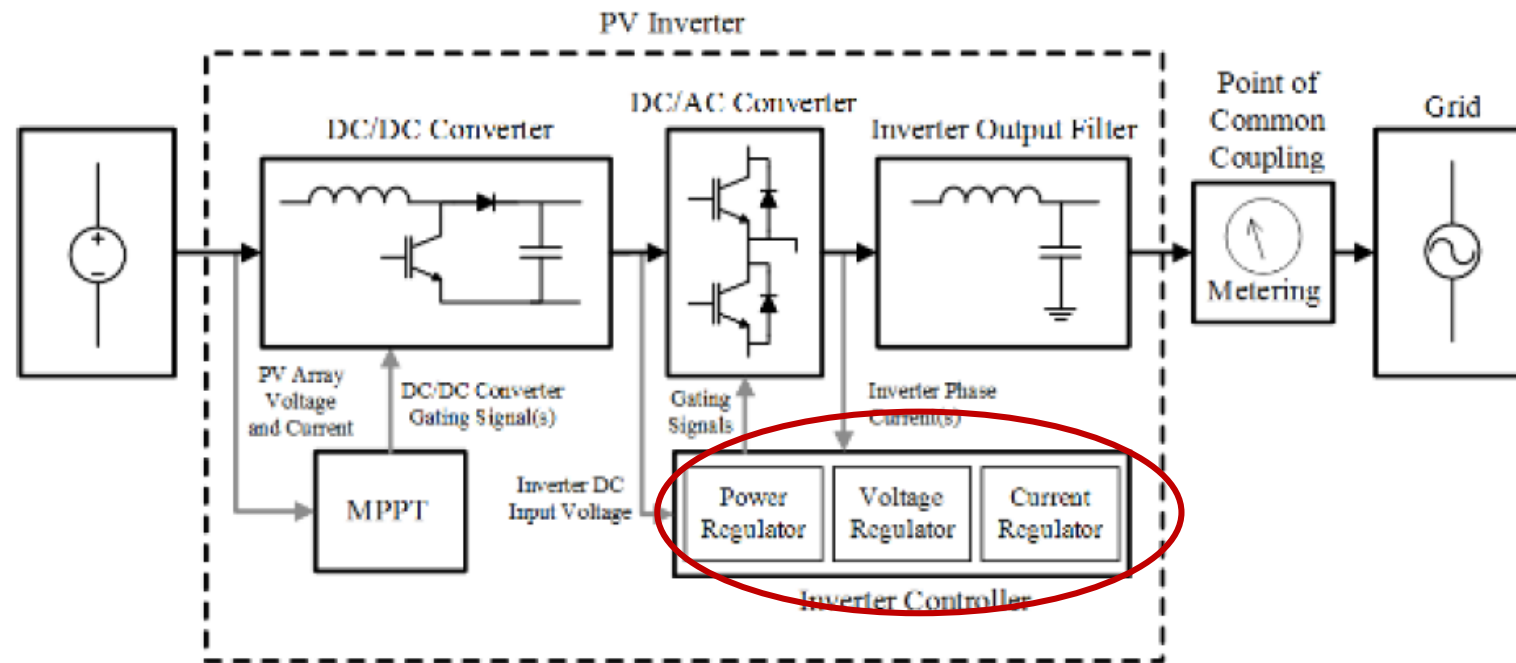 PV Inverter
DC/DC Converter
DC/AC Converter
Inverter Output Filter
Point of
Common
Coupling
Grid
Metering
PV Array
Voltage
and Current
DC/DC Converter
Gating Signal(s)
Gating
Signals
Inverter Phase
Current(s)
MPPT
Inverter DC
Input Voltage
Power
Regulator
Voltage
Regulator
Current
Regulator
Inverter Controller